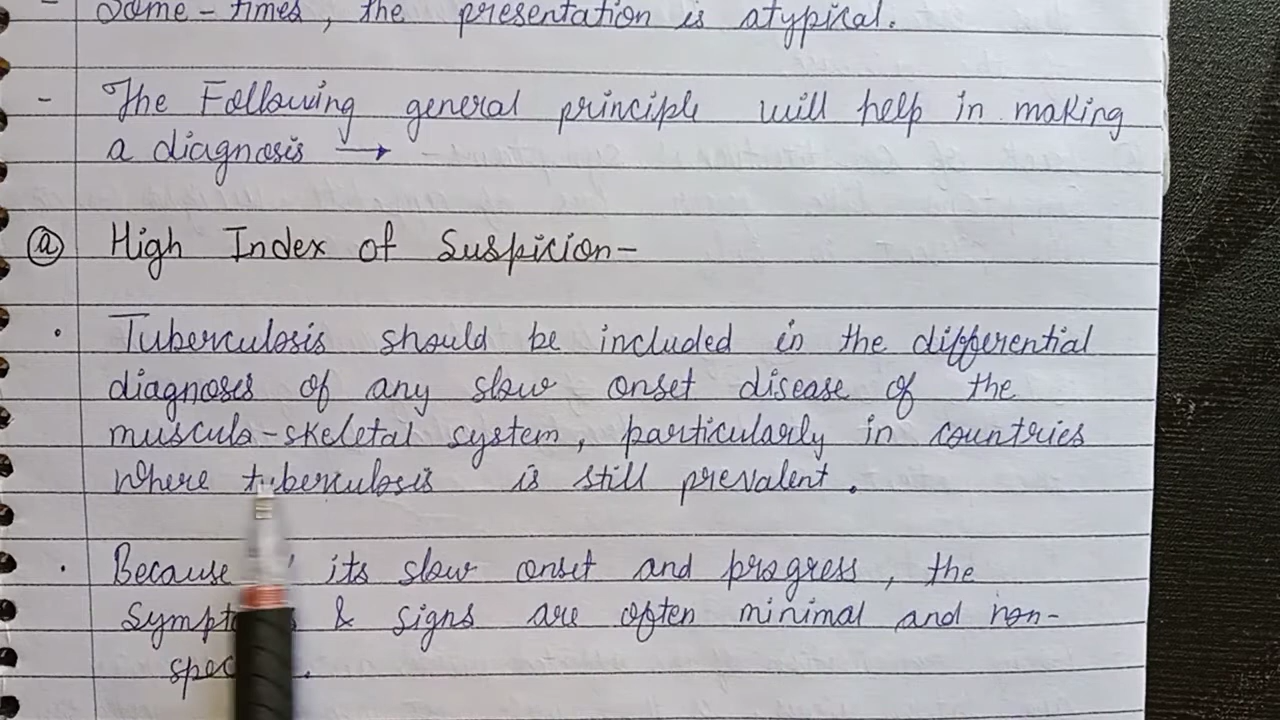 - Some-times, the presentation is atypical.
- The Following general principle will help in making
a diagnosis →
ⓐ High Index of Suspicion-
· Tuberculosis should be included in the differential
diagnoses of any slow onset disease of the
musculo-skeletal system, particularly in countries
where tuberculosis is still prevalent.
· Because its slow onset and progress, the
& signs are often minimal and non-